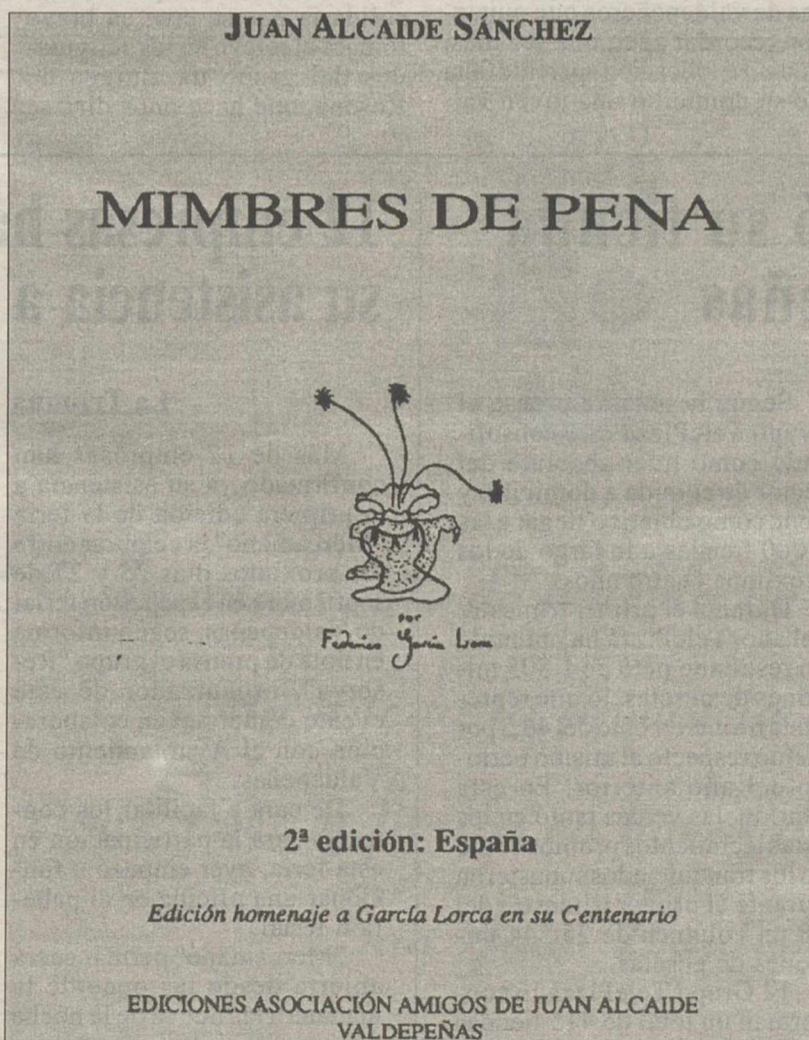 JUAN ALCAIDE SÁNCHEZ
MIMBRES DE PENA
por
Federico García Lorca
2ª edición: España
Edición homenaje a García Lorca en su Centenario
EDICIONES ASOCIACIÓN AMIGOS DE JUAN ALCAIDE
VALDEPEÑAS